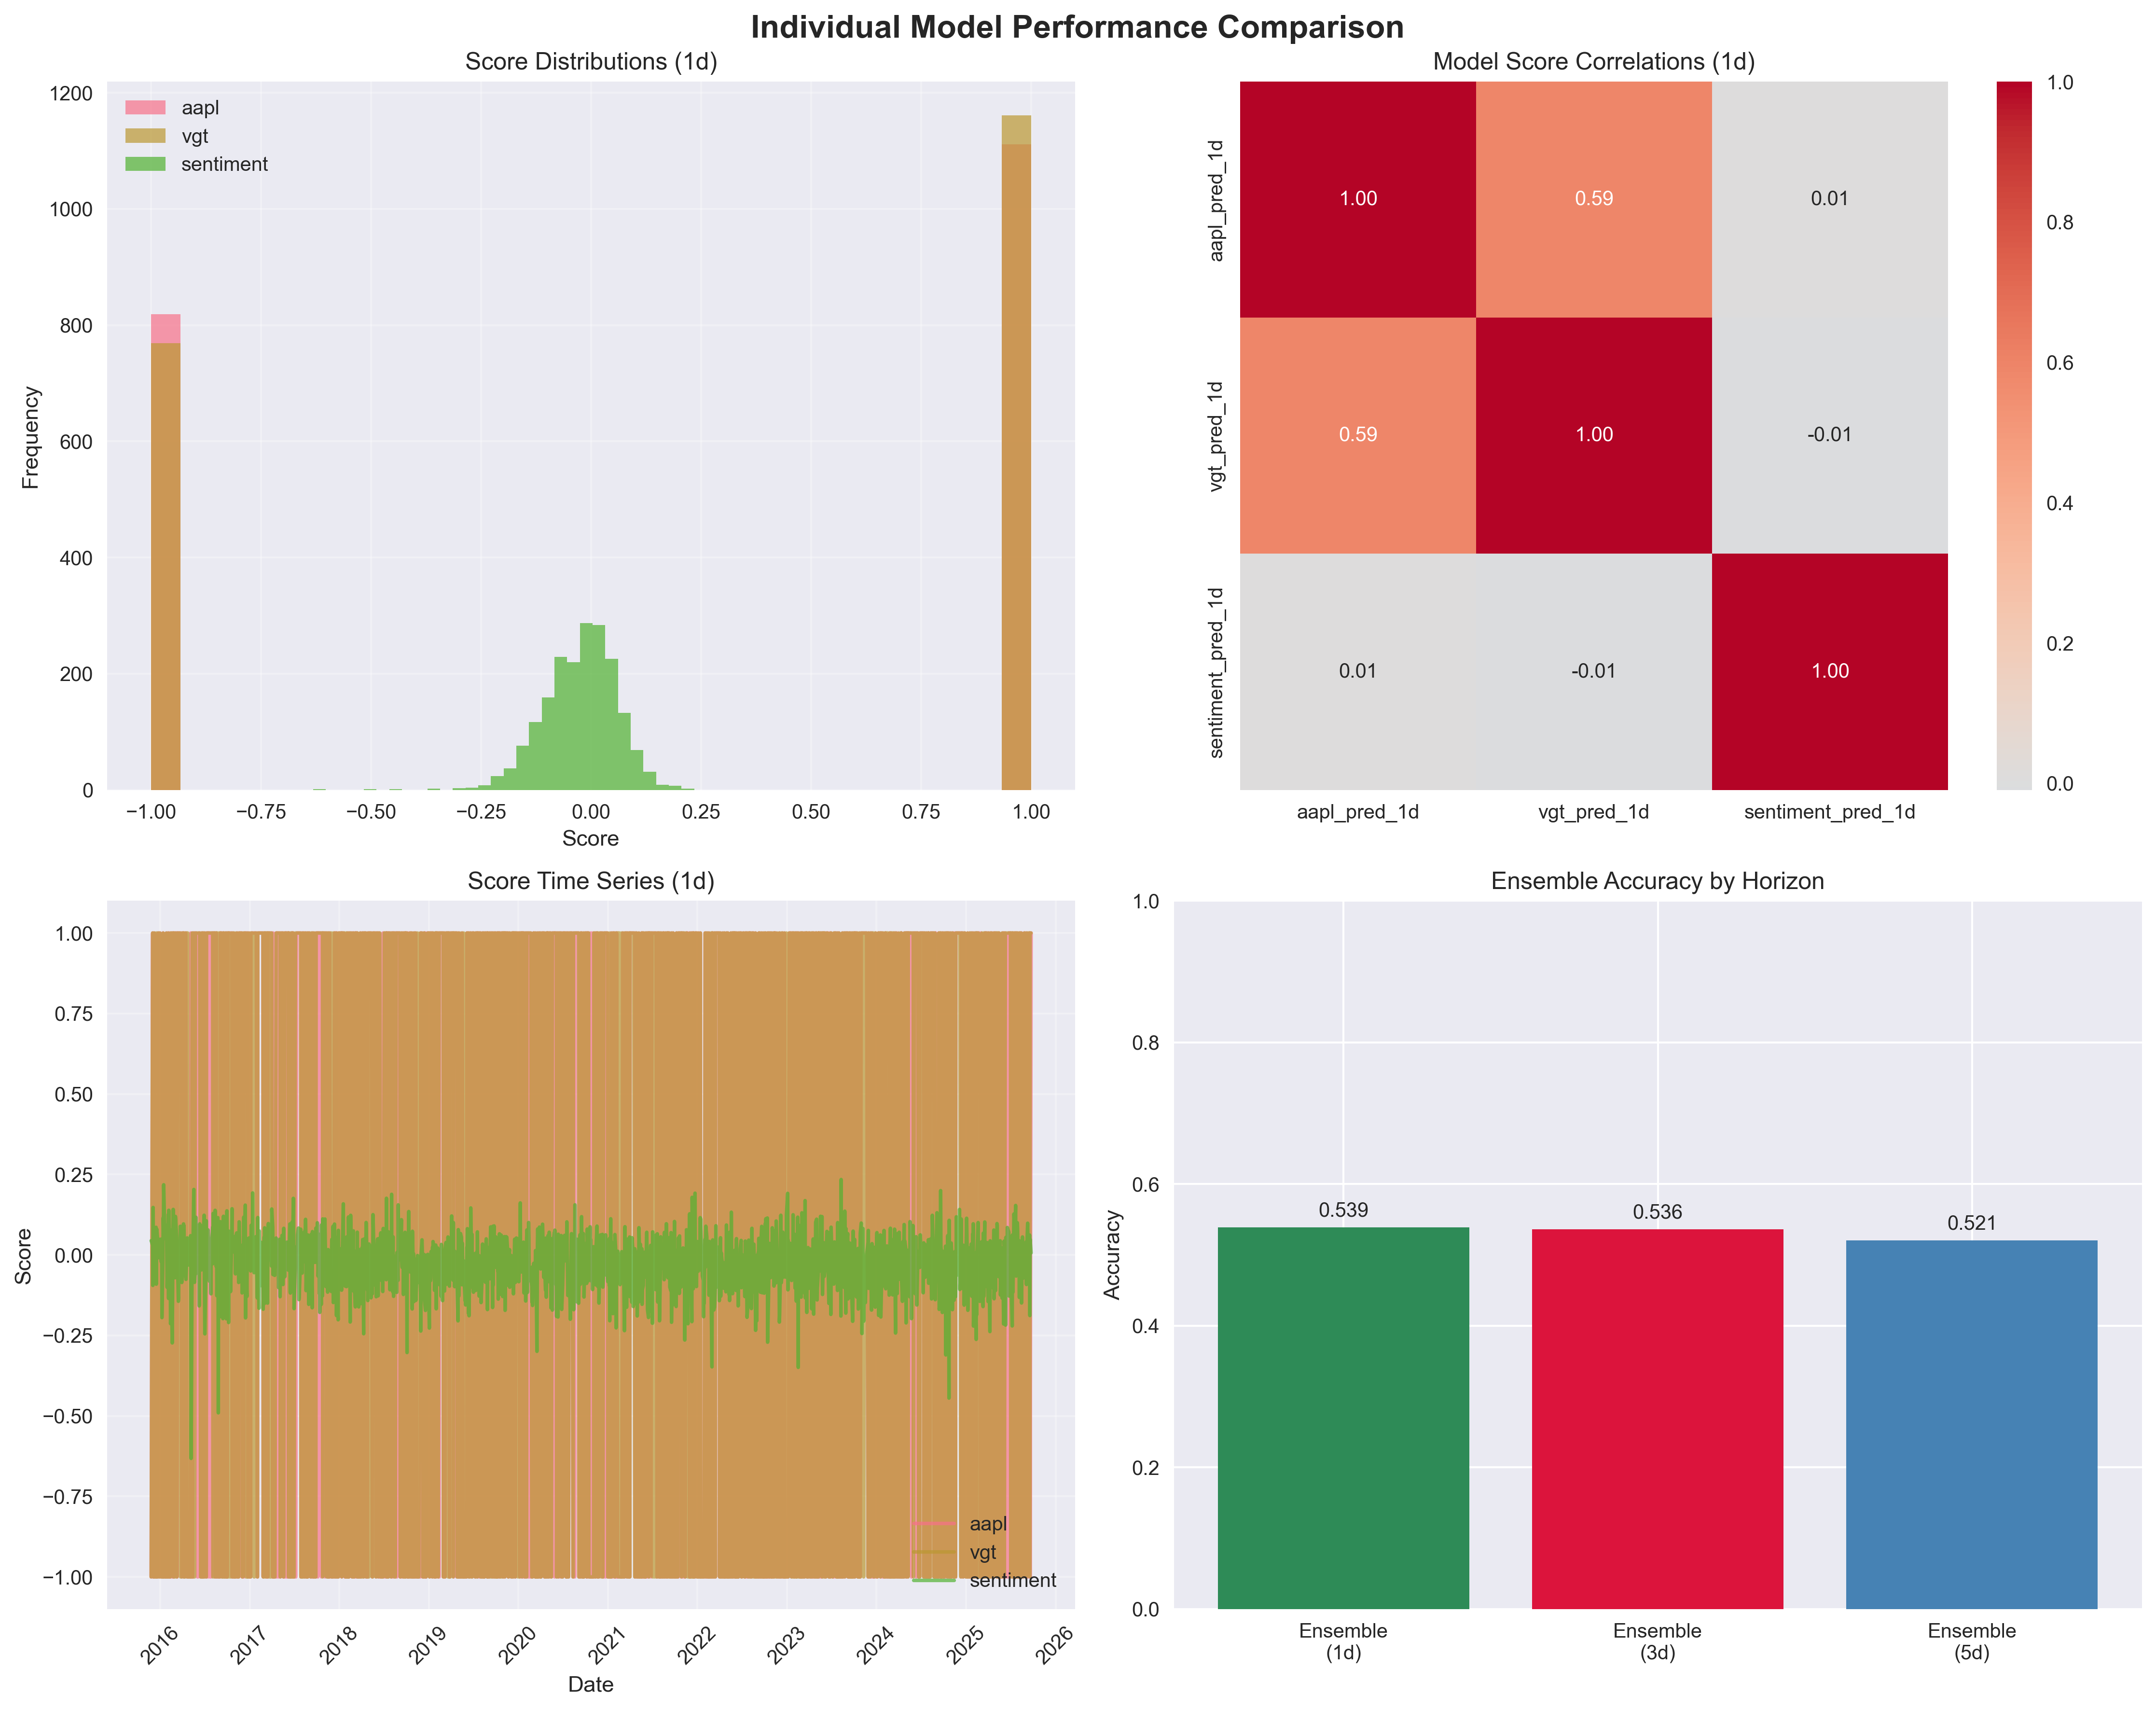 Individual Model Performance Comparison
Score Distributions (1d)
1200
1000
800
600
400
200
0
Frequency
aapl
vgt
sentiment
−1.00 −0.75 −0.50 −0.25 0.00 0.25 0.50 0.75 1.00
Score
Model Score Correlations (1d)
aapl_pred_1d
vgt_pred_1d
sentiment_pred_1d
1.00 0.59 0.01
0.59 1.00 -0.01
0.01 -0.01 1.00
aapl_pred_1d vgt_pred_1d sentiment_pred_1d
1.0
0.8
0.6
0.4
0.2
0.0
Score Time Series (1d)
1.00
0.75
0.50
0.25
0.00
−0.25
−0.50
−0.75
−1.00
Score
aapl
vgt
sentiment
2016 2017 2018 2019 2020 2021 2022 2023 2024 2025 2026
Date
Ensemble Accuracy by Horizon
1.0
0.8
0.6
0.4
0.2
0.0
Accuracy
0.539 0.536 0.521
Ensemble
(1d)
Ensemble
(3d)
Ensemble
(5d)